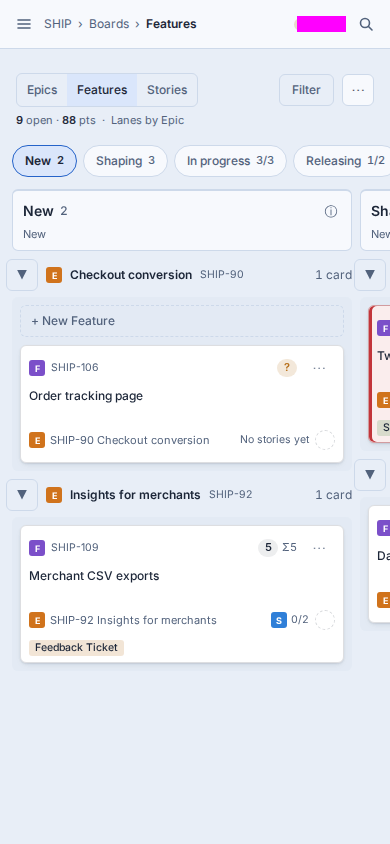 SHIP › Boards › Features
Epics Features Stories Filter ...
9 open · 88 pts · Lanes by Epic
New 2 Shaping 3 In progress 3/3 Releasing 1/2
New 2
New
E Checkout conversion SHIP-90 1 card
+ New Feature
F SHIP-106 ? ...
Order tracking page
E SHIP-90 Checkout conversion No stories yet
E Insights for merchants SHIP-92 1 card
F SHIP-109 5 Σ5 ...
Merchant CSV exports
E SHIP-92 Insights for merchants S 0/2
Feedback Ticket
F
E
F
E